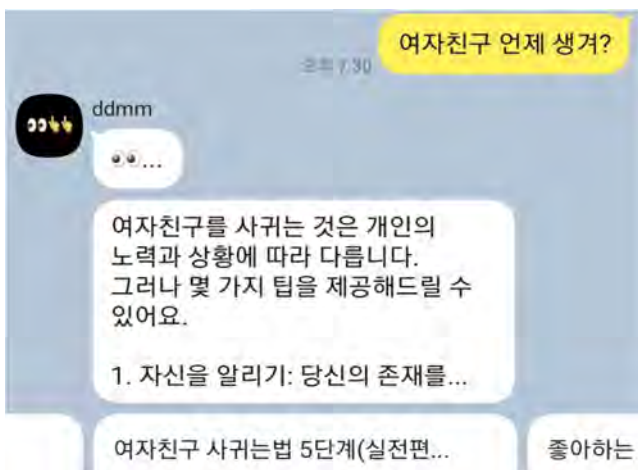 여자친구 언제 생겨?
오전 7:30
ddmm
👀...
여자친구를 사귀는 것은 개인의
노력과 상황에 따라 다릅니다.
그러나 몇 가지 팁을 제공해드릴 수
있어요.
1. 자신을 알리기: 당신의 존재를...
여자친구 사귀는법 5단계(실전편...
좋아하는